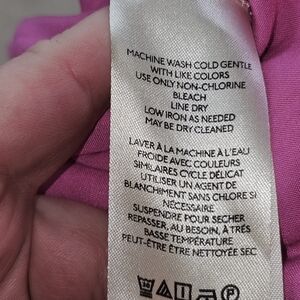 MACHINE WASH COLD GENTLE
WITH LIKE COLORS
USE ONLY NON-CHLORINE
BLEACH
LINE DRY
LOW IRON AS NEEDED
MAY BE DRY CLEANED
LAVER À LA MACHINE À L'EAU
FROIDE AVEC COULEURS
SIMILAIRES CYCLE DÉLICAT
UTILISER UN AGENT DE
BLANCHIMENT SANS CHLORE SI
NÉCESSAIRE
SUSPENDRE POUR SÉCHER
REPASSER, AU BESOIN, À TRÉS
BASSE TEMPÉRATURE
PEUT-ÊTRE ÊTRE NETTOYÉE SEC